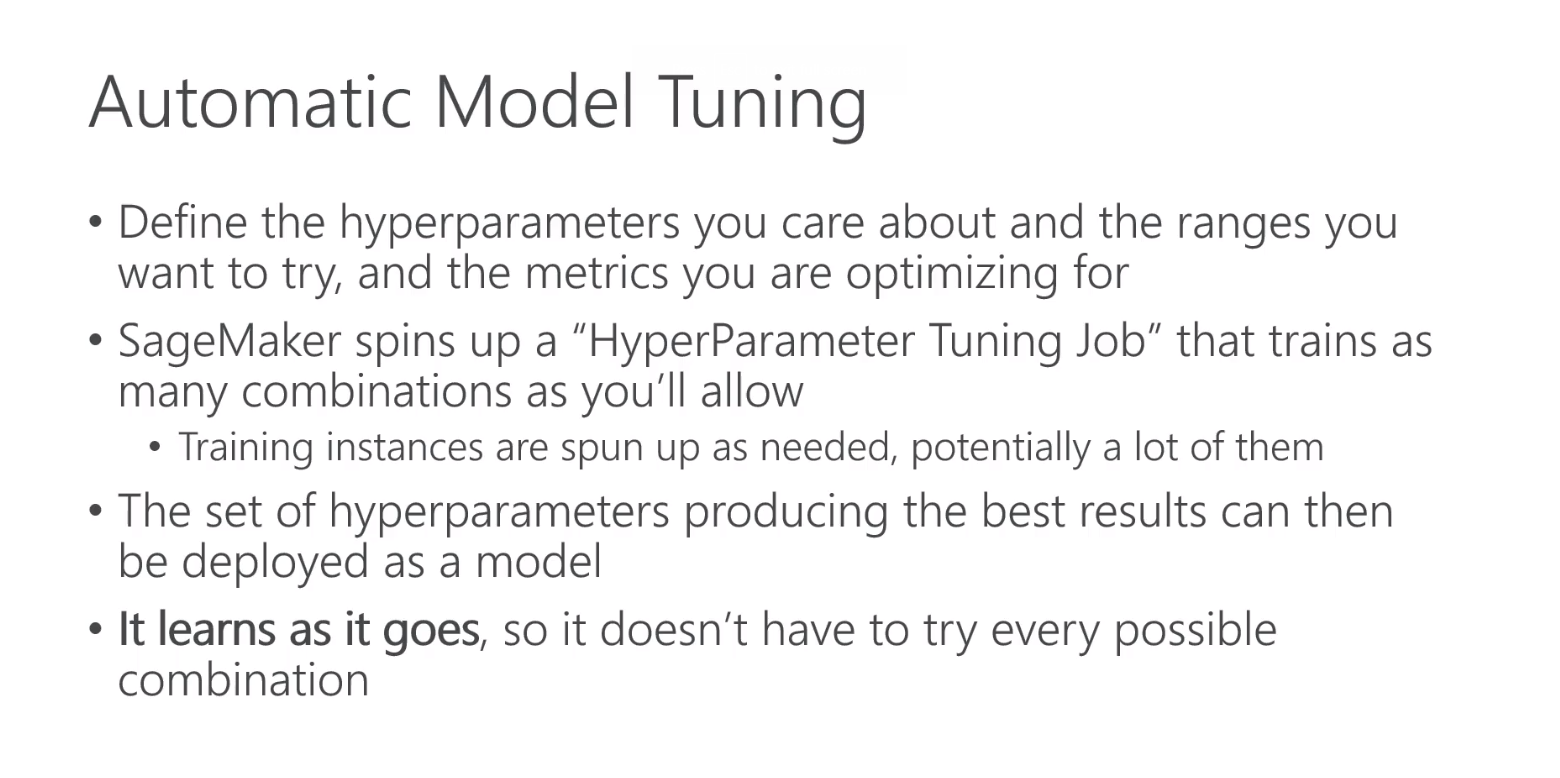 Automatic Model Tuning
• Define the hyperparameters you care about and the ranges you
want to try, and the metrics you are optimizing for
• SageMaker spins up a “HyperParameter Tuning Job” that trains as
many combinations as you’ll allow
• Training instances are spun up as needed, potentially a lot of them
• The set of hyperparameters producing the best results can then
be deployed as a model
• It learns as it goes, so it doesn’t have to try every possible
combination